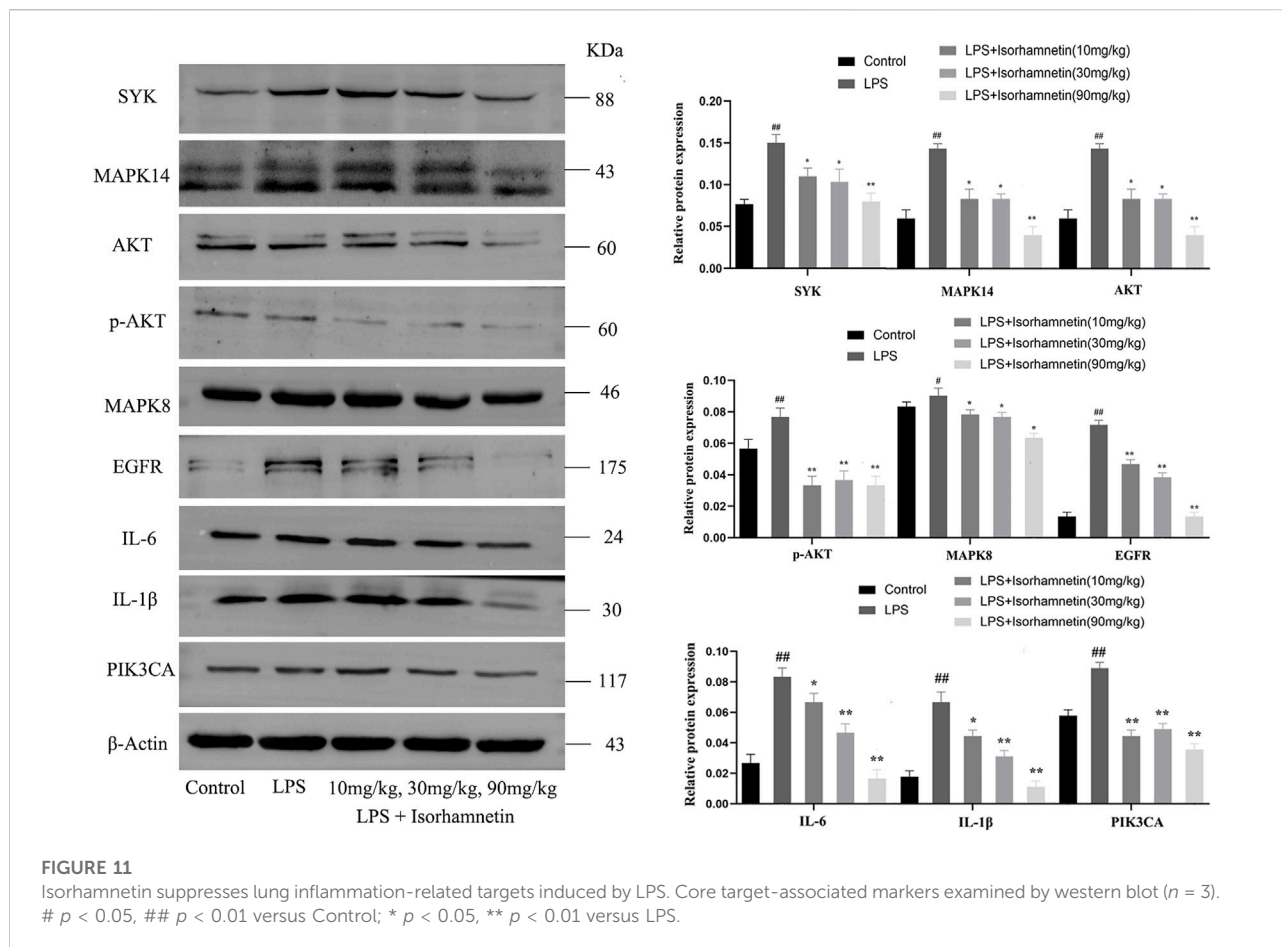 KDa
SYK
88
MAPK14
43
AKT
60
p-AKT
60
MAPK8
46
EGFR
175
IL-6
24
IL-1β
30
PIK3CA
117
β-Actin
43
Control LPS 10mg/kg, 30mg/kg, 90mg/kg
LPS + Isorhamnetin
Control
LPS
LPS+Isorhamnetin(10mg/kg)
LPS+Isorhamnetin(30mg/kg)
LPS+Isorhamnetin(90mg/kg)
Relative protein expression
0.20
0.15
0.10
0.05
0.00
## * * **
## * * **
## * * **
SYK MAPK14 AKT
Control
LPS
LPS+Isorhamnetin(10mg/kg)
LPS+Isorhamnetin(30mg/kg)
LPS+Isorhamnetin(90mg/kg)
Relative protein expression
0.10
0.08
0.06
0.04
0.02
0.00
## ** ** **
# * * *
## ** ** **
p-AKT MAPK8 EGFR
Control
LPS
LPS+Isorhamnetin(10mg/kg)
LPS+Isorhamnetin(30mg/kg)
LPS+Isorhamnetin(90mg/kg)
Relative protein expression
0.10
0.08
0.06
0.04
0.02
0.00
## * ** **
## * ** **
## ** ** **
IL-6 IL-1β PIK3CA
FIGURE 11
Isorhamnetin suppresses lung inflammation-related targets induced by LPS. Core target-associated markers examined by western blot (n = 3).
# p < 0.05, ## p < 0.01 versus Control; * p < 0.05, ** p < 0.01 versus LPS.